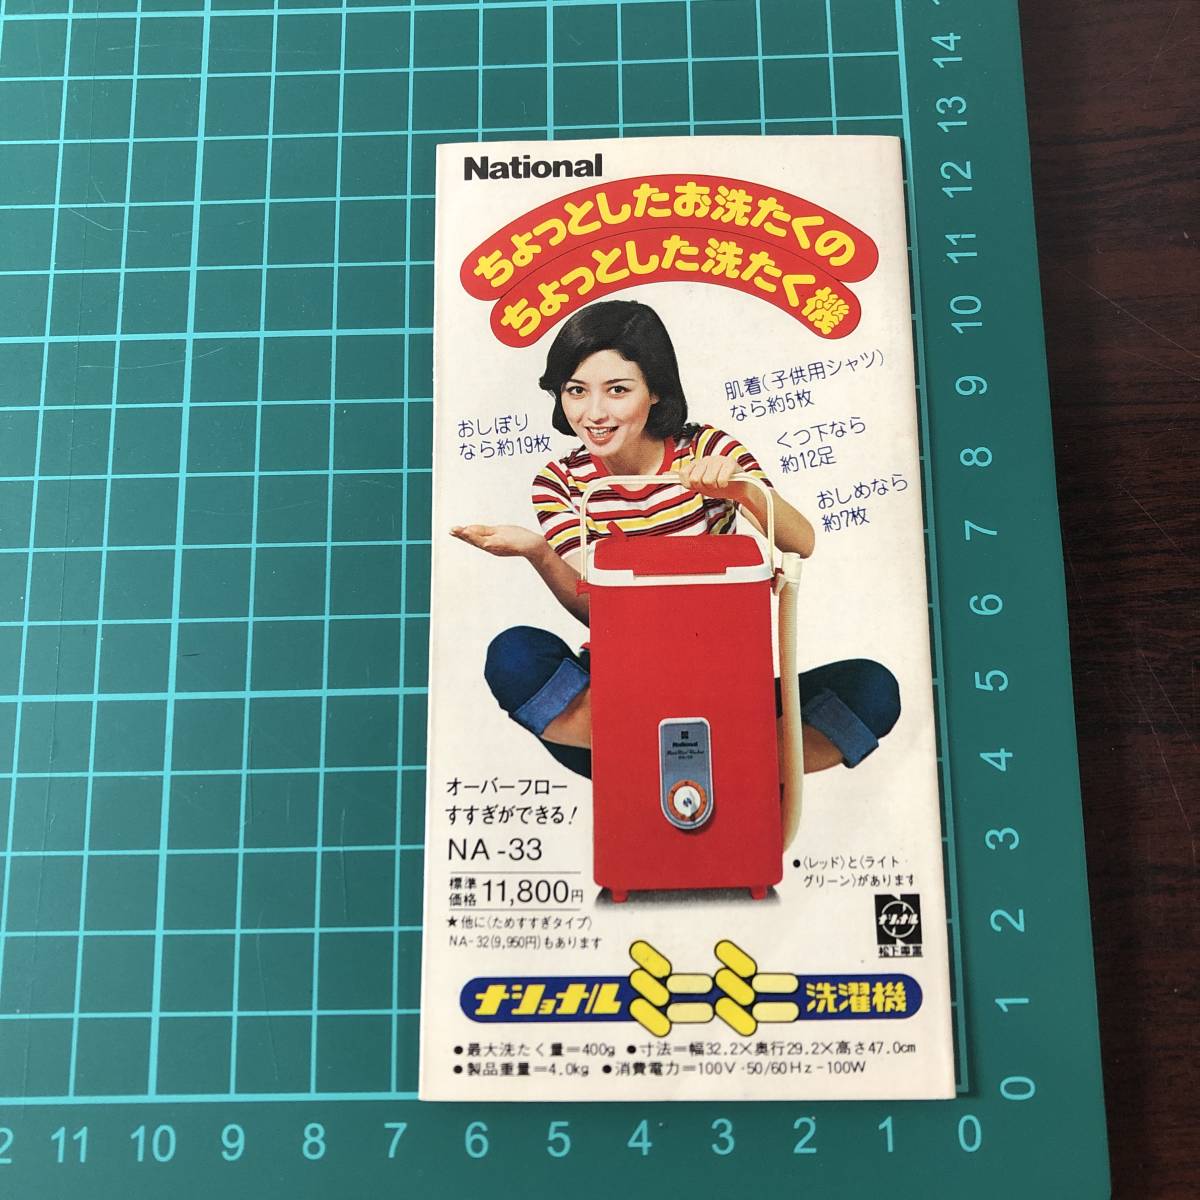 National
ちょっとしたお洗たくの
ちょっとした洗たく機
おしぼり
なら約19枚
肌着(子供用シャツ)
なら約5枚
くつ下なら
約12足
おしめなら
約7枚
National
オーバーフロー
すすぎができる!
NA-33
標準
価格 11,800円
★他に〈ためすすぎタイプ〉
NA-32(9,950円)もあります
●〈レッド〉と〈ライト・
グリーン〉があります
ナショナル
松下電器
ナショナル ミニミニ 洗濯機
●最大洗たく量=400g ●寸法=幅32.2×奥行29.2×高さ47.0cm
●製品重量=4.0kg ●消費電力=100V・50/60Hz-100W
14
13
12
11
10
9
8
7
6
5
4
3
2
1
0
2 11 10 9 8 7 6 5 4 3 2 1 0